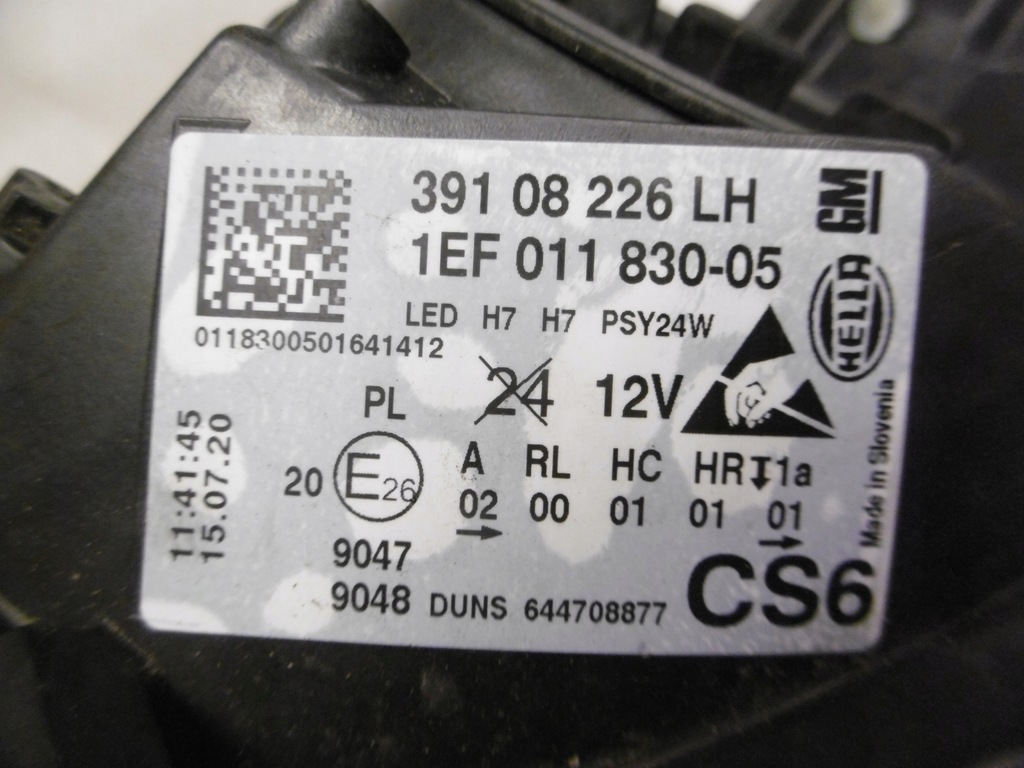 391 08 226 LH
GM
1EF 011 830-05
HELLA
LED H7 H7 PSY24W
0118300501641412
24 12V
PL
A RL HC HR 1a
20 E26
02 00 01 01 01
11:41:45
15.07.20
Made in Slovenia
9047
9048 DUNS 644708877
CS6